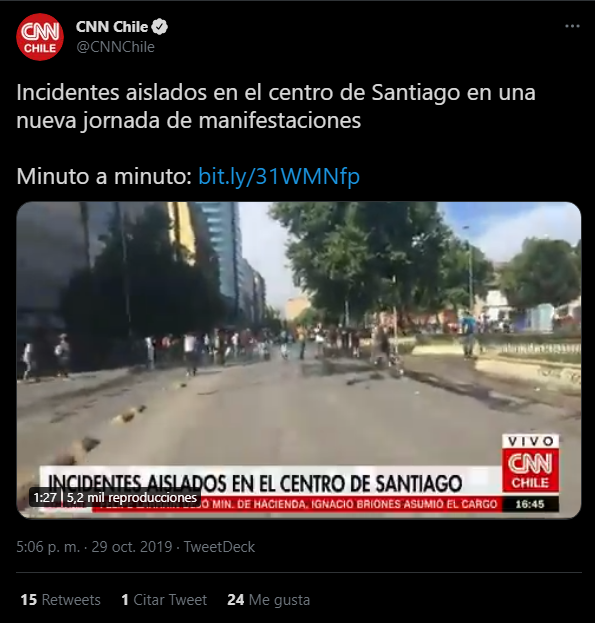 CNN Chile
@CNNChile
CNN
CHILE
Incidentes aislados en el centro de Santiago en una
nueva jornada de manifestaciones
Minuto a minuto: bit.ly/31WMNfp
VIVO
CNN
CHILE
INCIDENTES AISLADOS EN EL CENTRO DE SANTIAGO
1:27 | 5,2 mil reproducciones
MIN. DE HACIENDA, IGNACIO BRIONES ASUMIÓ EL CARGO
16:45
5:06 p. m. · 29 oct. 2019 · TweetDeck
15 Retweets 1 Citar Tweet 24 Me gusta